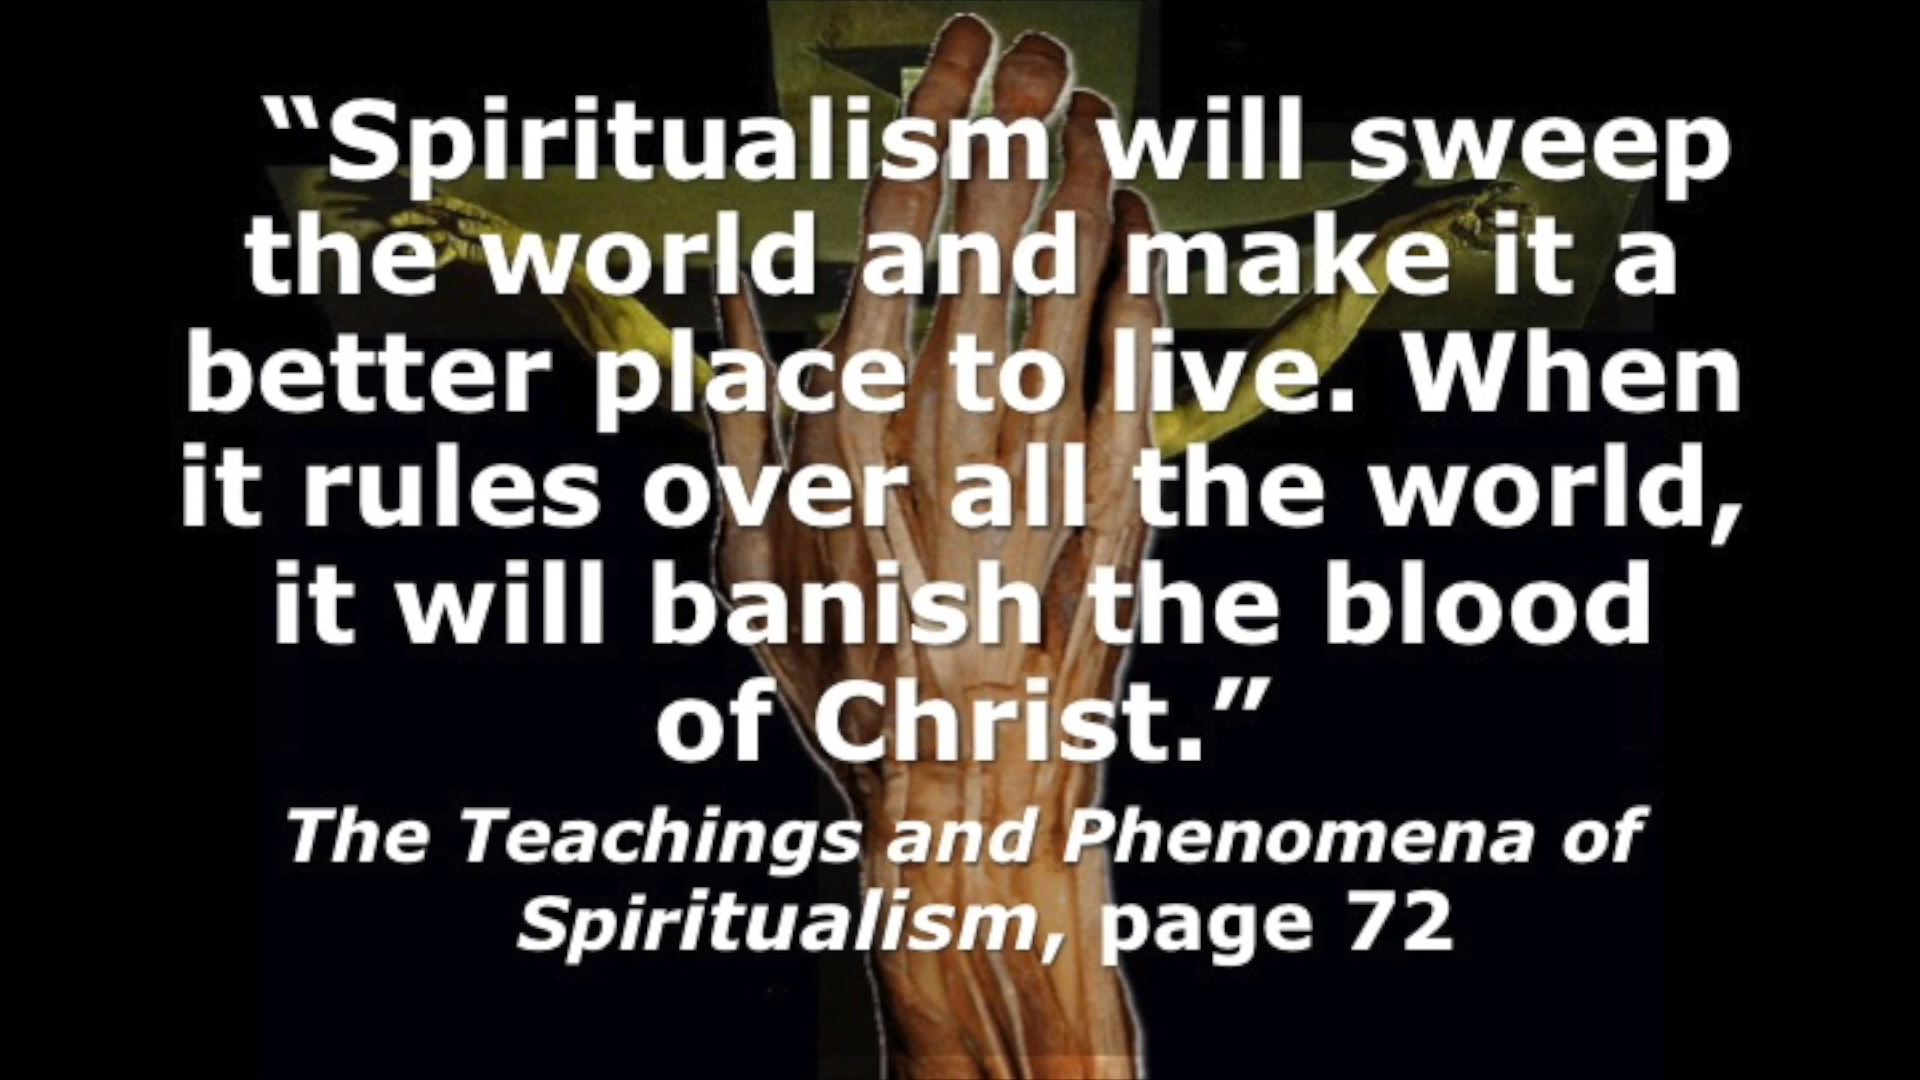 “Spiritualism will sweep
the world and make it a
better place to live. When
it rules over all the world,
it will banish the blood
of Christ.”
The Teachings and Phenomena of
Spiritualism, page 72